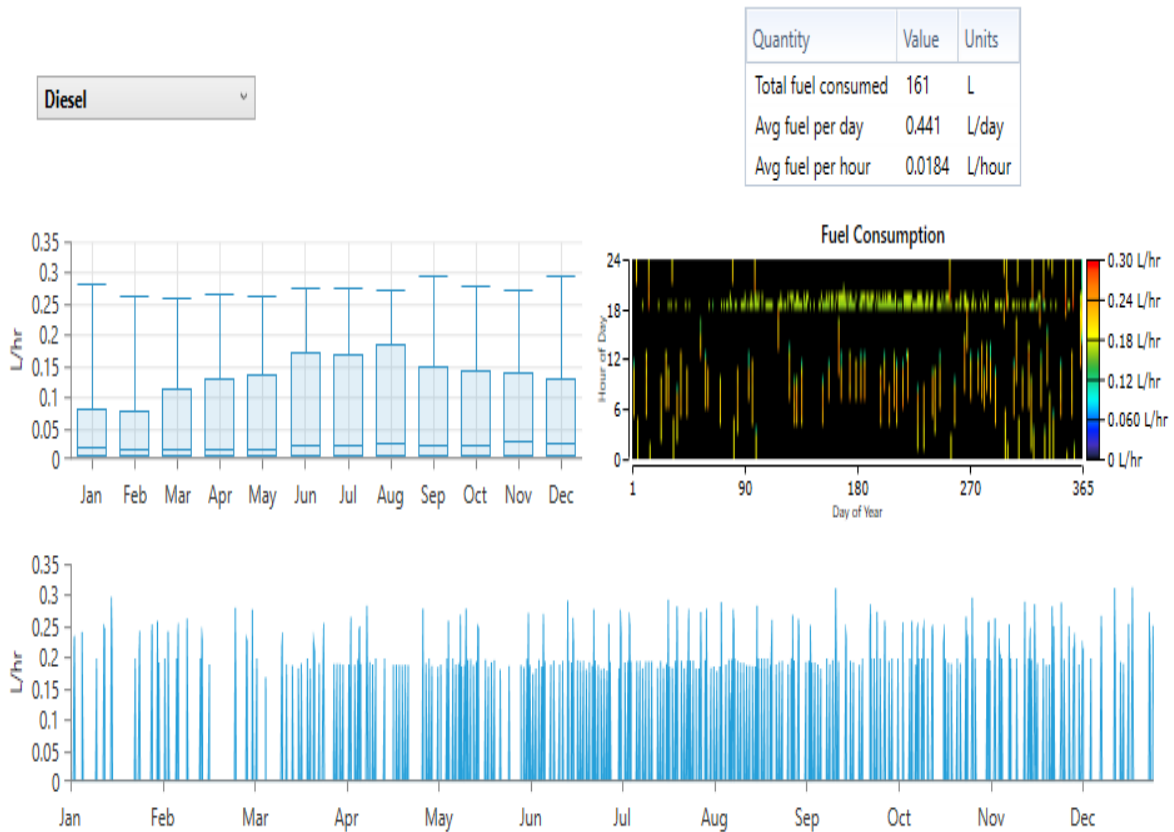 Quantity Value Units
Total fuel consumed 161 L
Avg fuel per day 0.441 L/day
Avg fuel per hour 0.0184 L/hour
Diesel
0.35
0.3
0.25
0.2
0.15
0.1
0.05
0
L/hr
Jan Feb Mar Apr May Jun Jul Aug Sep Oct Nov Dec
Fuel Consumption
24
18
12
6
0
Hour of Day
1 90 180 270 365
Day of Year
0.30 L/hr
0.24 L/hr
0.18 L/hr
0.12 L/hr
0.060 L/hr
0 L/hr
0.35
0.3
0.25
0.2
0.15
0.1
0.05
0
L/hr
Jan Feb Mar Apr May Jun Jul Aug Sep Oct Nov Dec